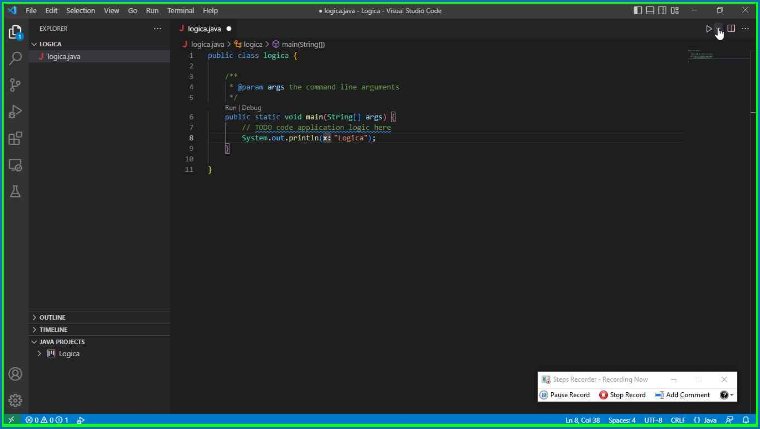 File Edit Selection View Go Run Terminal Help
● logica.java - Logica - Visual Studio Code
EXPLORER ···
1
LOGICA
J logica.java
OUTLINE
TIMELINE
JAVA PROJECTS
Logica
J logica.java ●
J logica.java > logica > main(String[])
1 public class logica {
2
3 /**
4 * @param args the command line arguments
5 */
Run | Debug
6 public static void main(String[] args) {
7 // TODO code application logic here
8 System.out.println(x: "Logica");
9 }
10
11 }
Steps Recorder - Recording Now
Pause Record Stop Record Add Comment
0 0 1
Ln 8, Col 38 Spaces: 4 UTF-8 CRLF {} Java